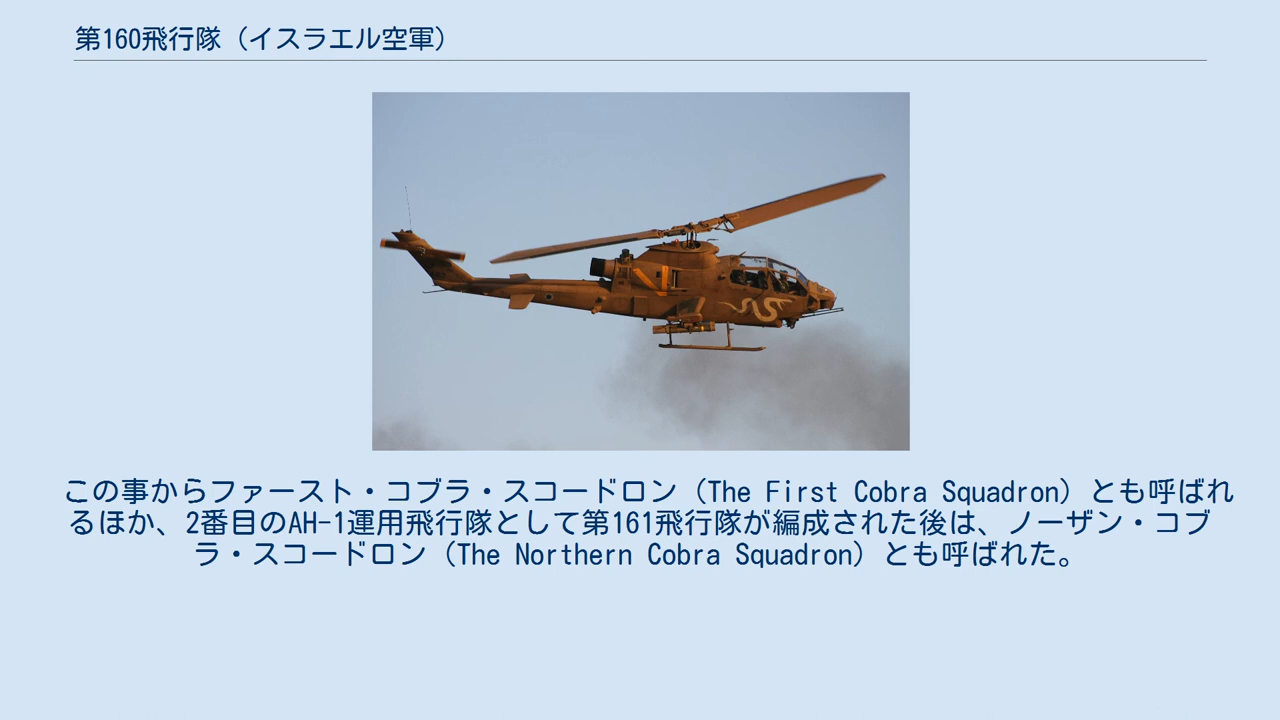 第160飛行隊（イスラエル空軍）
この事からファースト・コブラ・スコードロン（The First Cobra Squadron）とも呼ばれ
るほか、2番目のAH-1運用飛行隊として第161飛行隊が編成された後は、ノーザン・コブ
ラ・スコードロン（The Northern Cobra Squadron）とも呼ばれた。